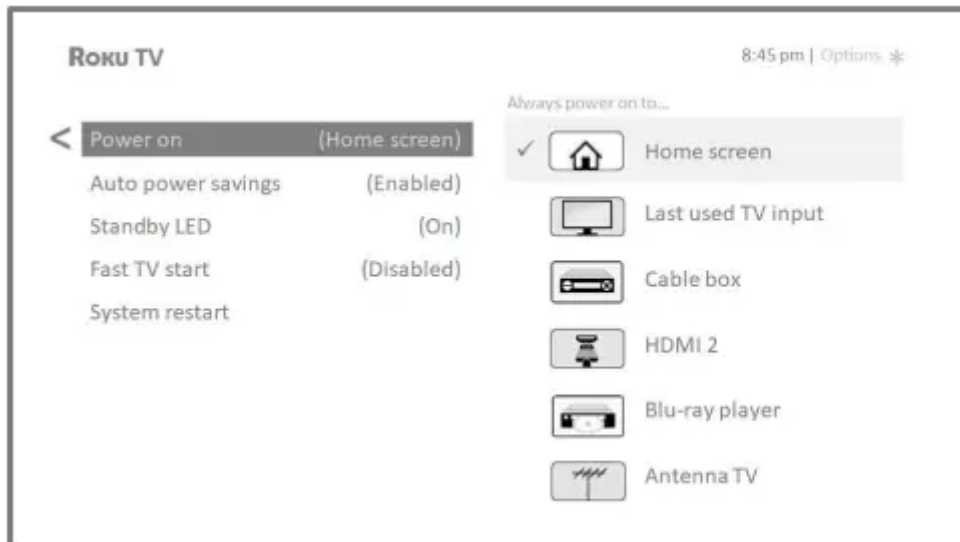 Roku TV
8:45 pm | Options *
Power on (Home screen)
Auto power savings (Enabled)
Standby LED (On)
Fast TV start (Disabled)
System restart
Always power on to...
Home screen
Last used TV input
Cable box
HDMI 2
Blu-ray player
Antenna TV